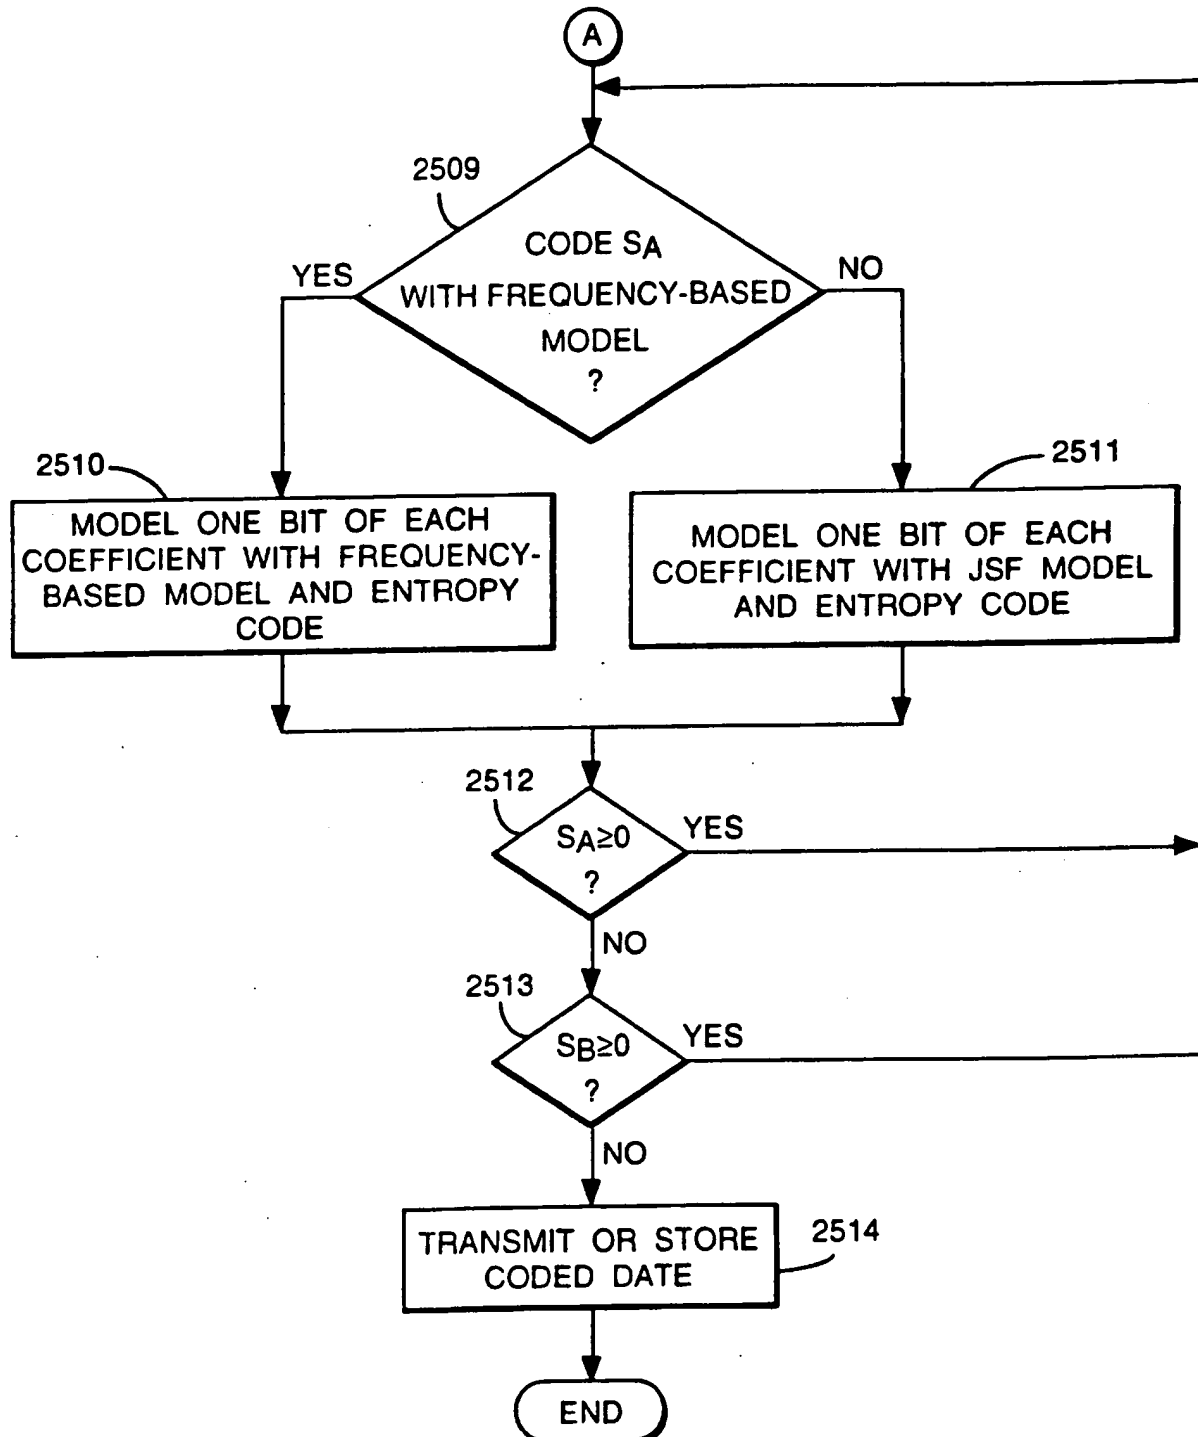 A
2509
CODE SA
WITH FREQUENCY-BASED
MODEL
?
YES
NO
2510
MODEL ONE BIT OF EACH
COEFFICIENT WITH FREQUENCY-
BASED MODEL AND ENTROPY
CODE
2511
MODEL ONE BIT OF EACH
COEFFICIENT WITH JSF MODEL
AND ENTROPY CODE
2512
SA≥0
?
YES
NO
2513
SB≥0
?
YES
NO
TRANSMIT OR STORE
CODED DATE
2514
END